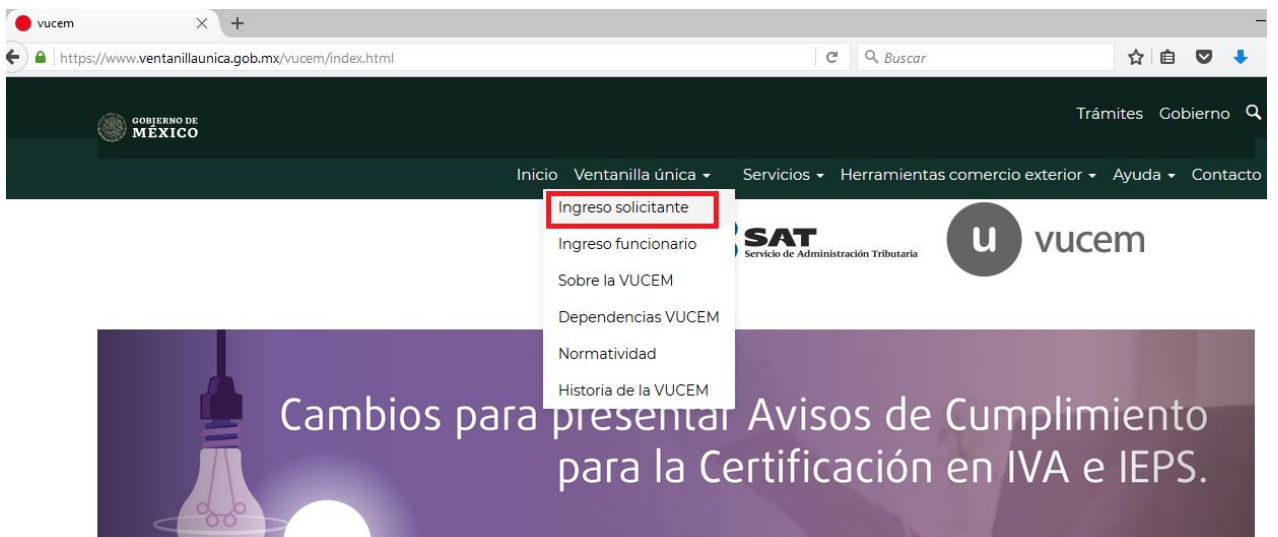 vucem
https://www.ventanillaunica.gob.mx/vucem/index.html
Buscar
GOBIERNO DE
MÉXICO
Trámites Gobierno
Inicio Ventanilla única Servicios Herramientas comercio exterior Ayuda Contacto
Ingreso solicitante
Ingreso funcionario
Sobre la VUCEM
Dependencias VUCEM
Normatividad
Historia de la VUCEM
SAT
Servicio de Administración Tributaria
u vucem
Cambios para presentar Avisos de Cumplimiento
para la Certificación en IVA e IEPS.